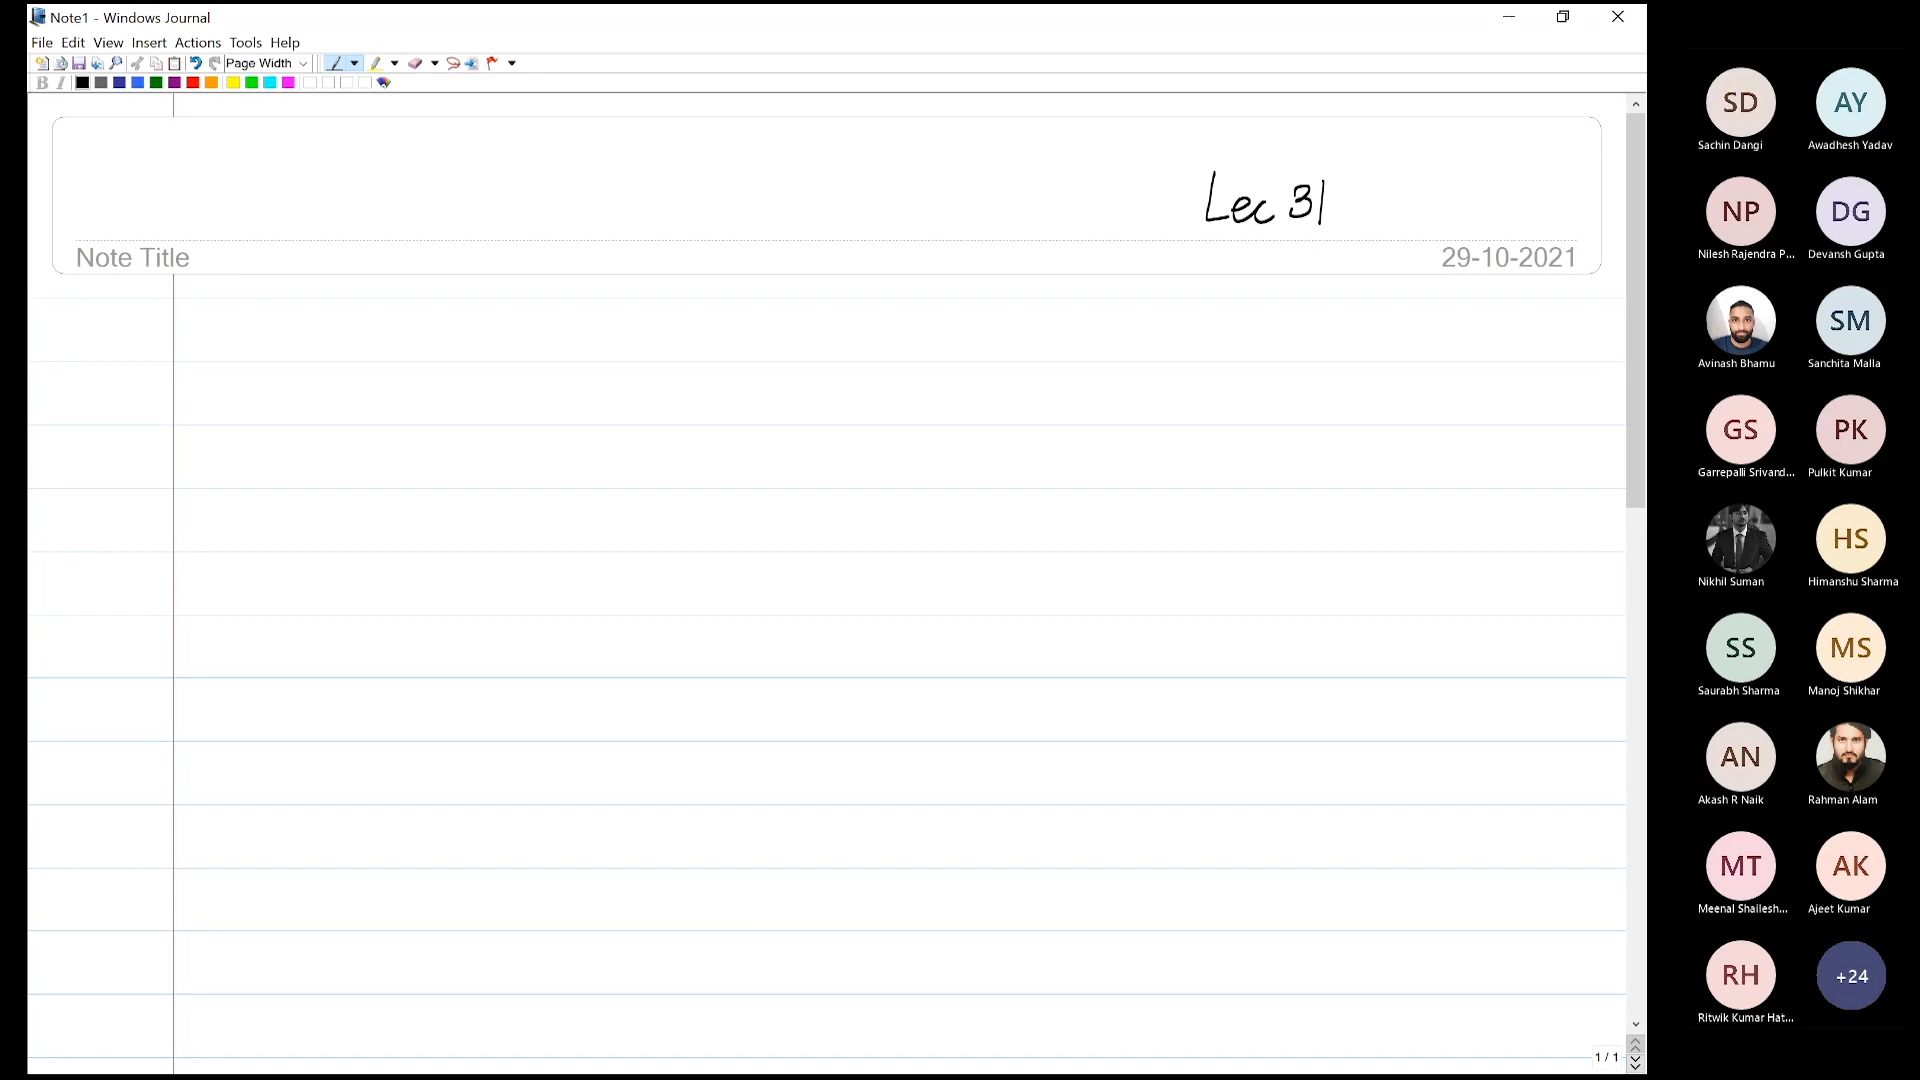 Note1 - Windows Journal
File Edit View Insert Actions Tools Help
Page Width
B I
Lec 31
Note Title
29-10-2021
1 / 1
SD
Sachin Dangi
AY
Awadhesh Yadav
NP
Nilesh Rajendra P...
DG
Devansh Gupta
Avinash Bhamu
SM
Sanchita Malla
GS
Garrepalli Srivand...
PK
Pulkit Kumar
Nikhil Suman
HS
Himanshu Sharma
SS
Saurabh Sharma
MS
Manoj Shikhar
AN
Akash R Naik
Rahman Alam
MT
Meenal Shailesh...
AK
Ajeet Kumar
RH
Ritwik Kumar Hat...
+24